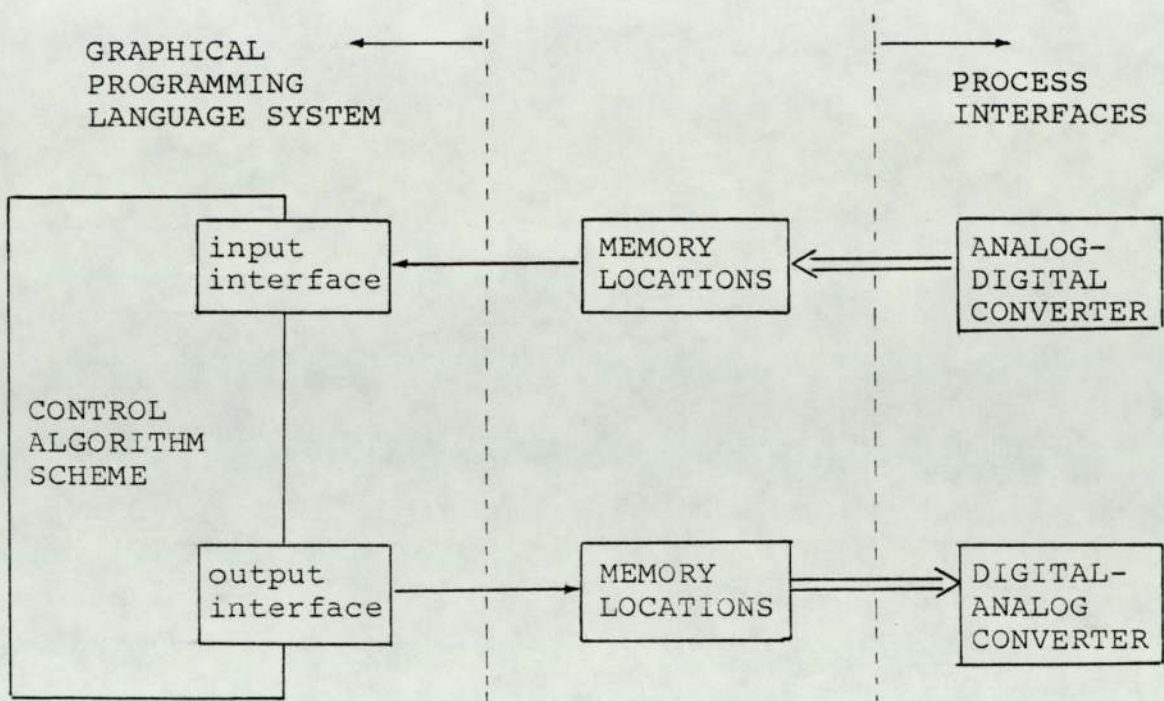 GRAPHICAL
PROGRAMMING
LANGUAGE SYSTEM
PROCESS
INTERFACES
input
interface
MEMORY
LOCATIONS
ANALOG-
DIGITAL
CONVERTER
CONTROL
ALGORITHM
SCHEME
output
interface
MEMORY
LOCATIONS
DIGITAL-
ANALOG
CONVERTER